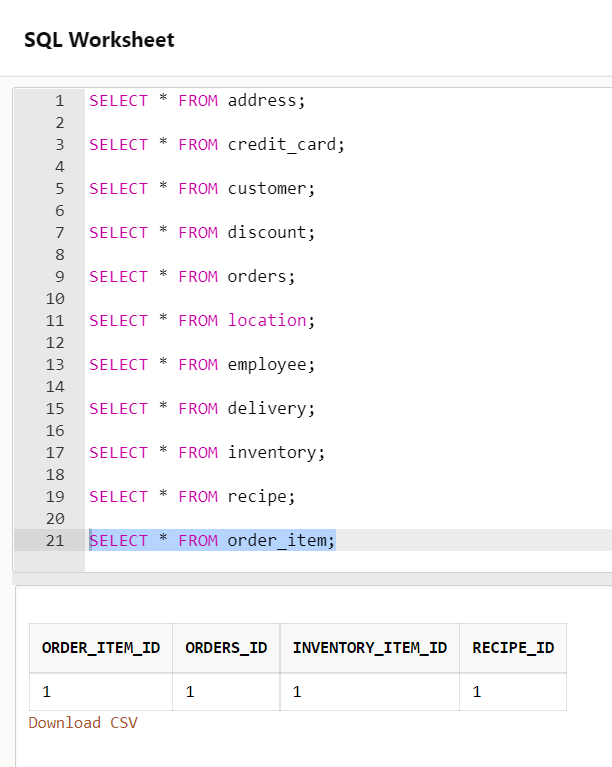 SQL Worksheet
1 SELECT * FROM address;
2
3 SELECT * FROM credit_card;
4
5 SELECT * FROM customer;
6
7 SELECT * FROM discount;
8
9 SELECT * FROM orders;
10
11 SELECT * FROM location;
12
13 SELECT * FROM employee;
14
15 SELECT * FROM delivery;
16
17 SELECT * FROM inventory;
18
19 SELECT * FROM recipe;
20
21 SELECT * FROM order_item;
ORDER_ITEM_ID ORDERS_ID INVENTORY_ITEM_ID RECIPE_ID
1 1 1 1
Download CSV